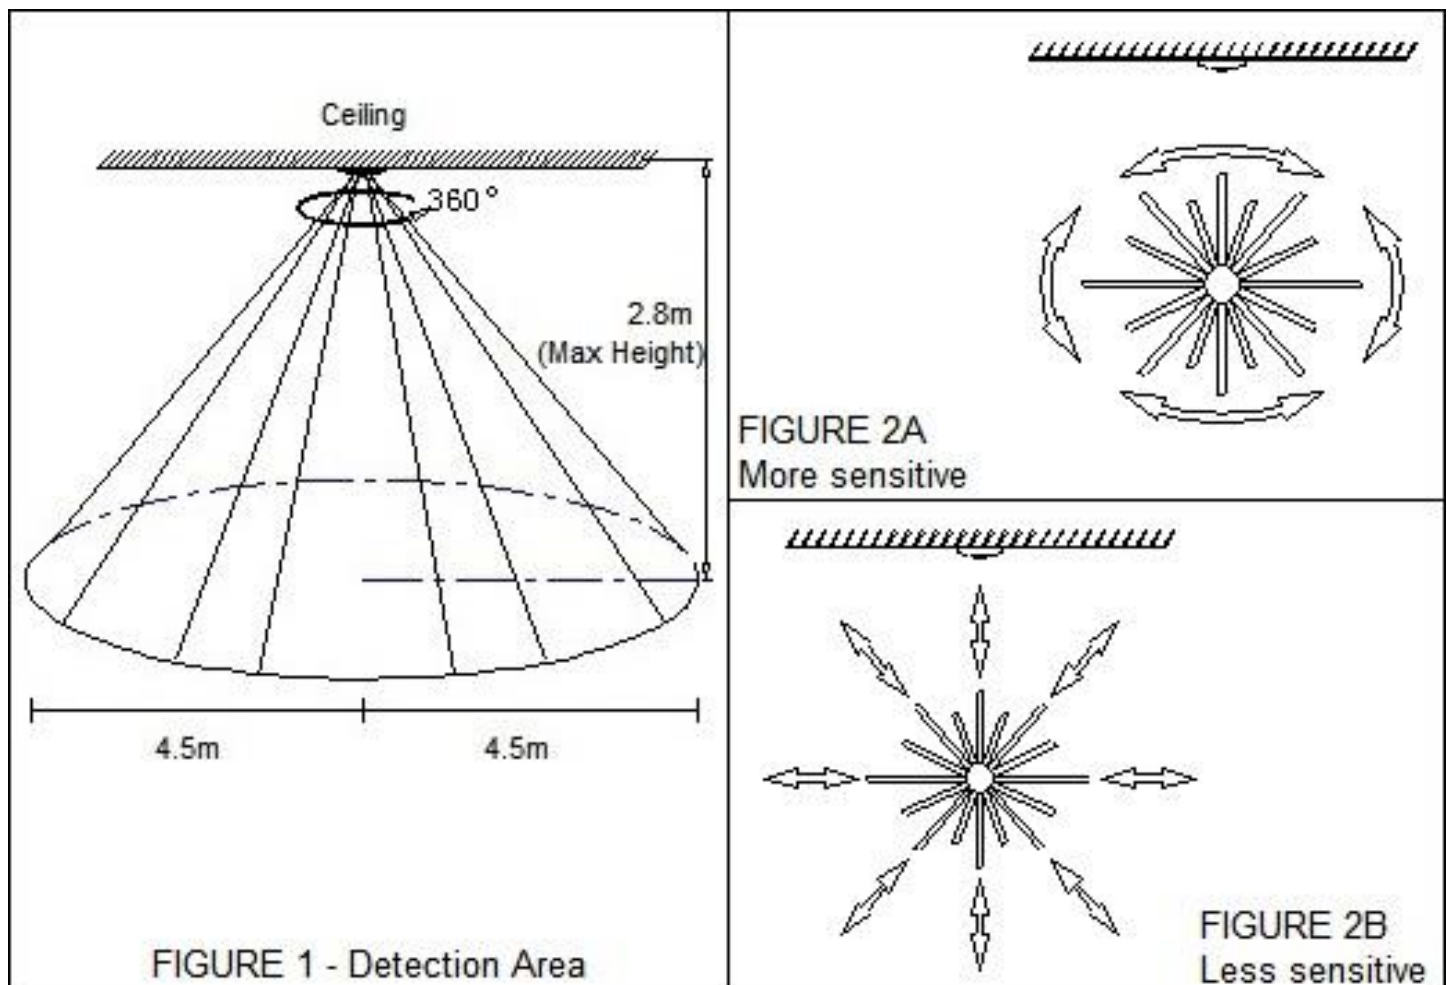 Ceiling
360°
2.8m
(Max Height)
4.5m
4.5m
FIGURE 1 - Detection Area
FIGURE 2A
More sensitive
FIGURE 2B
Less sensitive